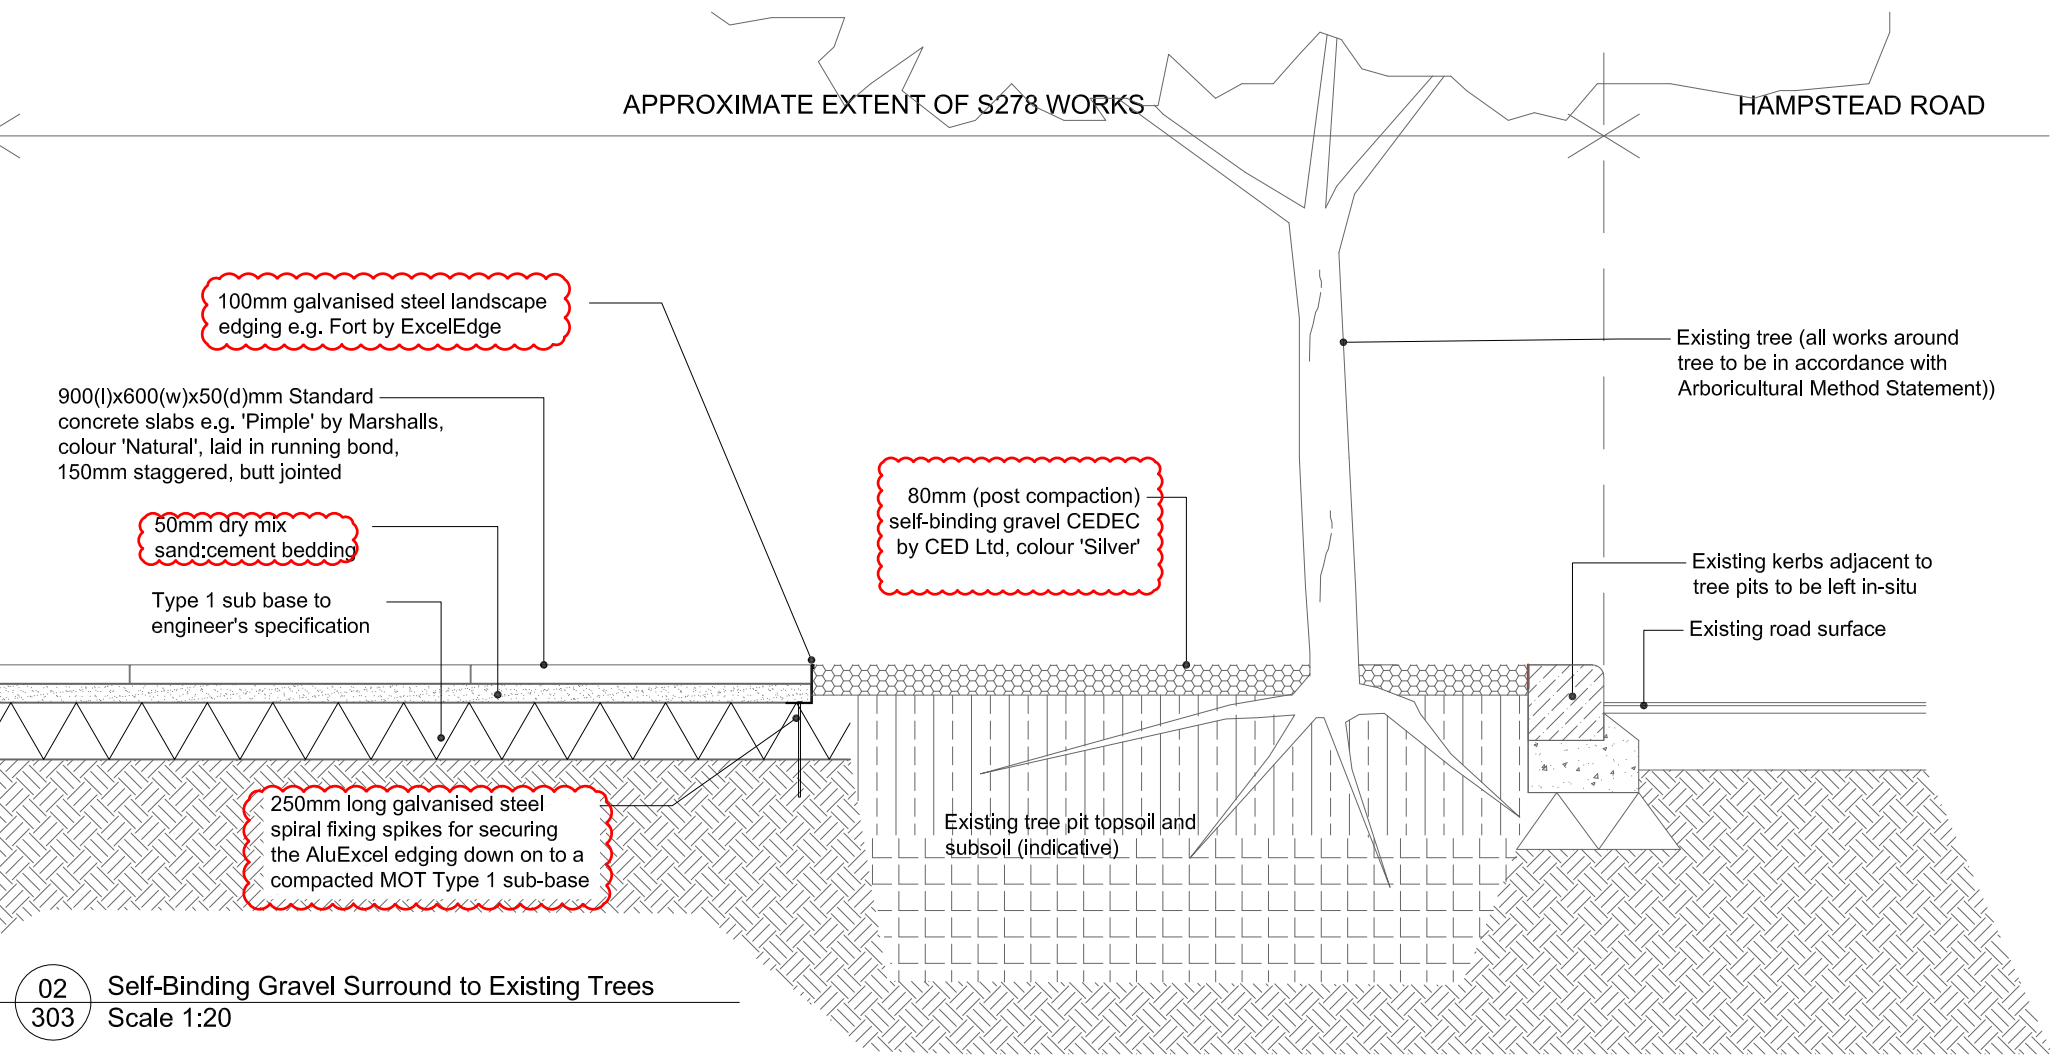 APPROXIMATE EXTENT OF S278 WORKS
HAMPSTEAD ROAD
100mm galvanised steel landscape
edging e.g. Fort by ExcelEdge
900(l)x600(w)x50(d)mm Standard
concrete slabs e.g. 'Pimple' by Marshalls,
colour 'Natural', laid in running bond,
150mm staggered, butt jointed
50mm dry mix
sand:cement bedding
Type 1 sub base to
engineer's specification
250mm long galvanised steel
spiral fixing spikes for securing
the AluExcel edging down on to a
compacted MOT Type 1 sub-base
80mm (post compaction)
self-binding gravel CEDEC
by CED Ltd, colour 'Silver'
Existing tree pit topsoil and
subsoil (indicative)
Existing tree (all works around
tree to be in accordance with
Arboricultural Method Statement))
Existing kerbs adjacent to
tree pits to be left in-situ
Existing road surface
02
303
Self-Binding Gravel Surround to Existing Trees
Scale 1:20